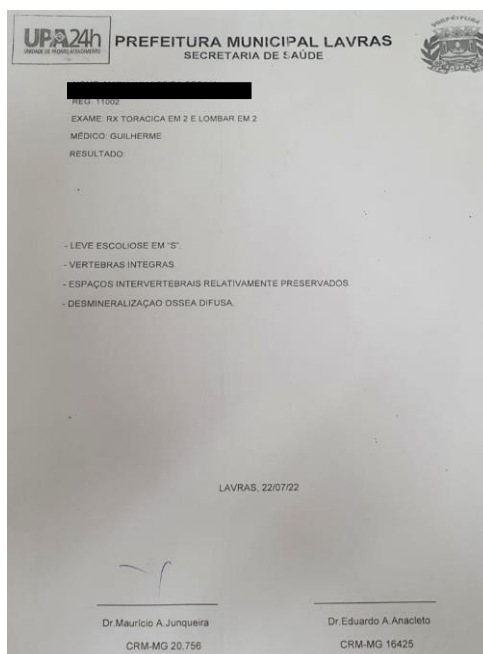 UPA24h
UNIDADE DE PRONTO ATENDIMENTO
PREFEITURA MUNICIPAL LAVRAS
SECRETARIA DE SAÚDE
PREFEITURA
REG: 11002
EXAME: RX TORACICA EM 2 E LOMBAR EM 2
MÉDICO: GUILHERME
RESULTADO
- LEVE ESCOLIOSE EM "S".
- VERTEBRAS INTEGRAS.
- ESPAÇOS INTERVERTEBRAIS RELATIVAMENTE PRESERVADOS.
- DESMINERALIZAÇAO OSSEA DIFUSA.
LAVRAS, 22/07/22
Dr.Maurício A.Junqueira
CRM-MG 20.756
Dr.Eduardo A.Anacleto
CRM-MG 16425